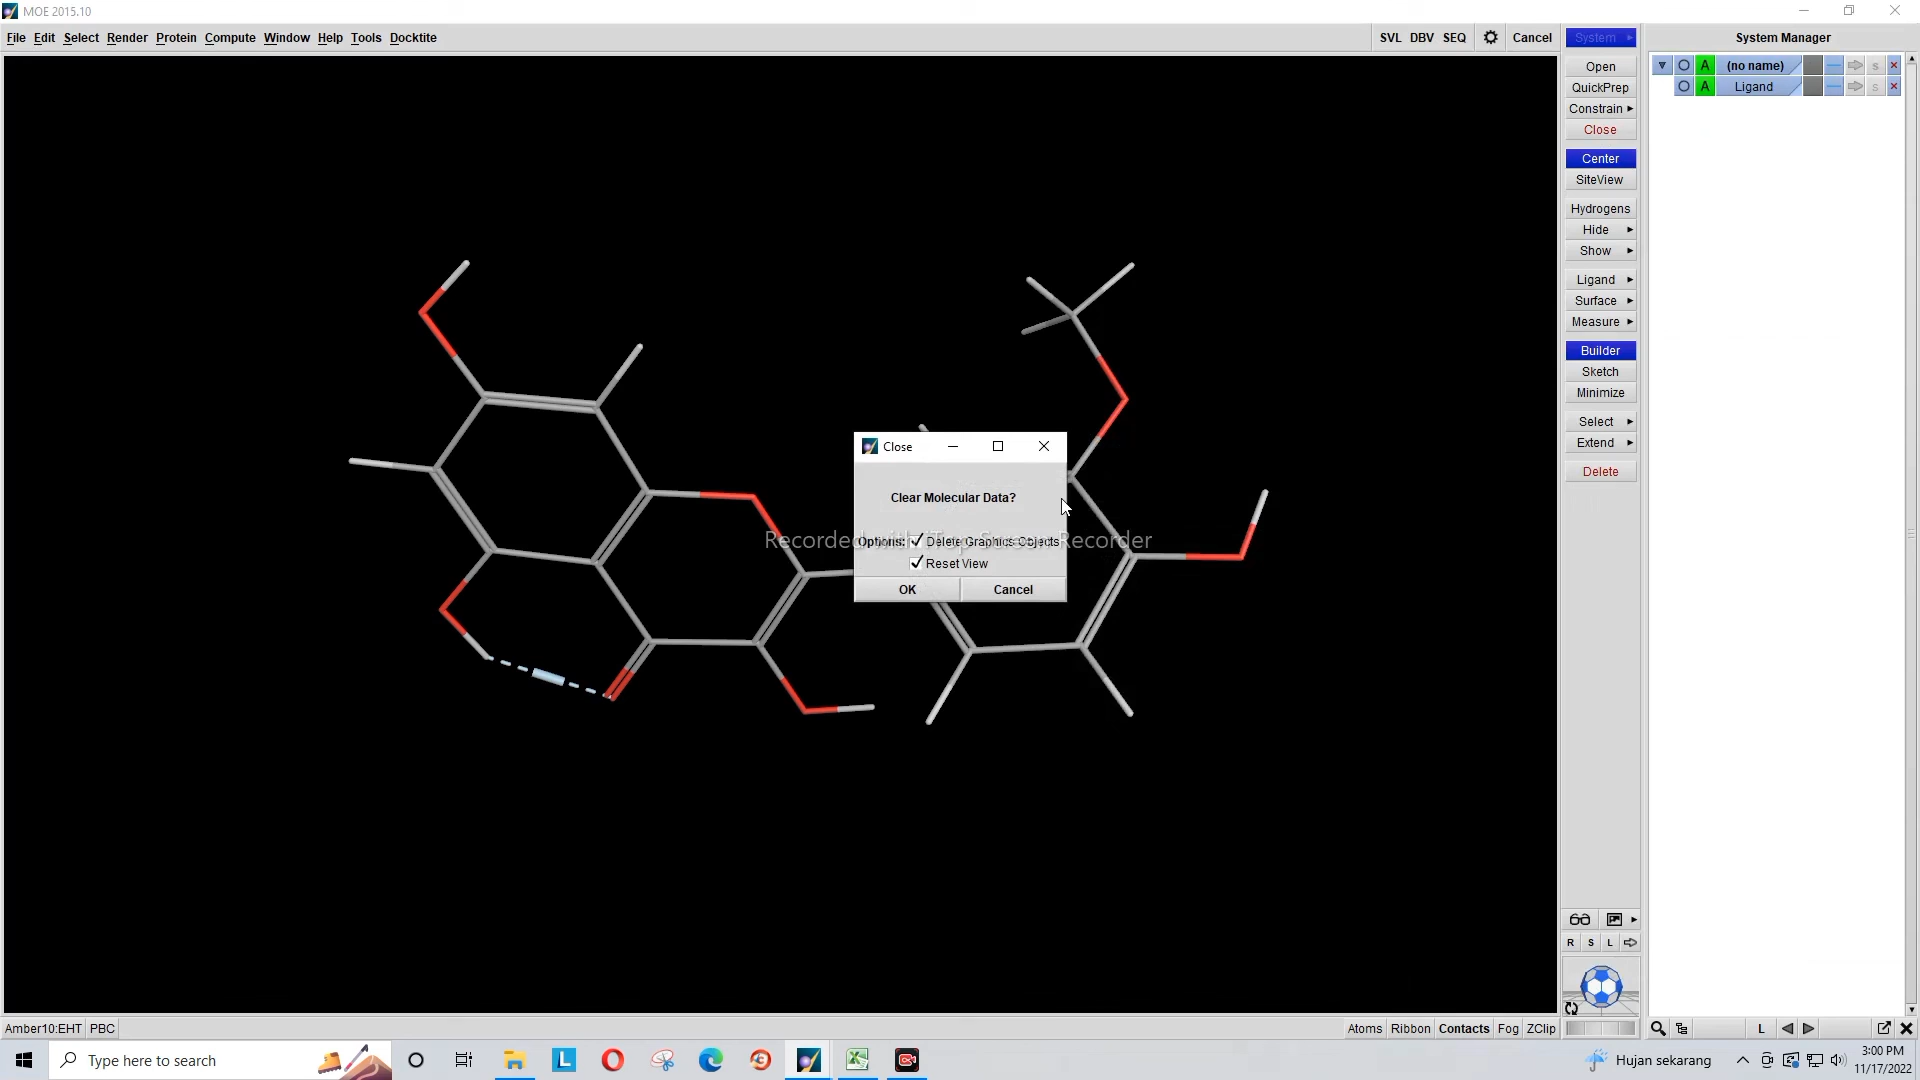 MOE 2015.10
File Edit Select Render Protein Compute Window Help Tools Docktite
SVL DBV SEQ Cancel
System
System Manager
Open
QuickPrep
Constrain
Close
Center
SiteView
Hydrogens
Hide
Show
Ligand
Surface
Measure
Builder
Sketch
Minimize
Select
Extend
Delete
A (no name) s
A Ligand s
Close
Clear Molecular Data?
Recorded with iTop Screen Recorder
Options: Delete Graphics Objects
Reset View
OK Cancel
R S L
Amber10:EHT PBC
Atoms Ribbon Contacts Fog ZClip
L
Type here to search
Hujan sekarang
3:00 PM
11/17/2022